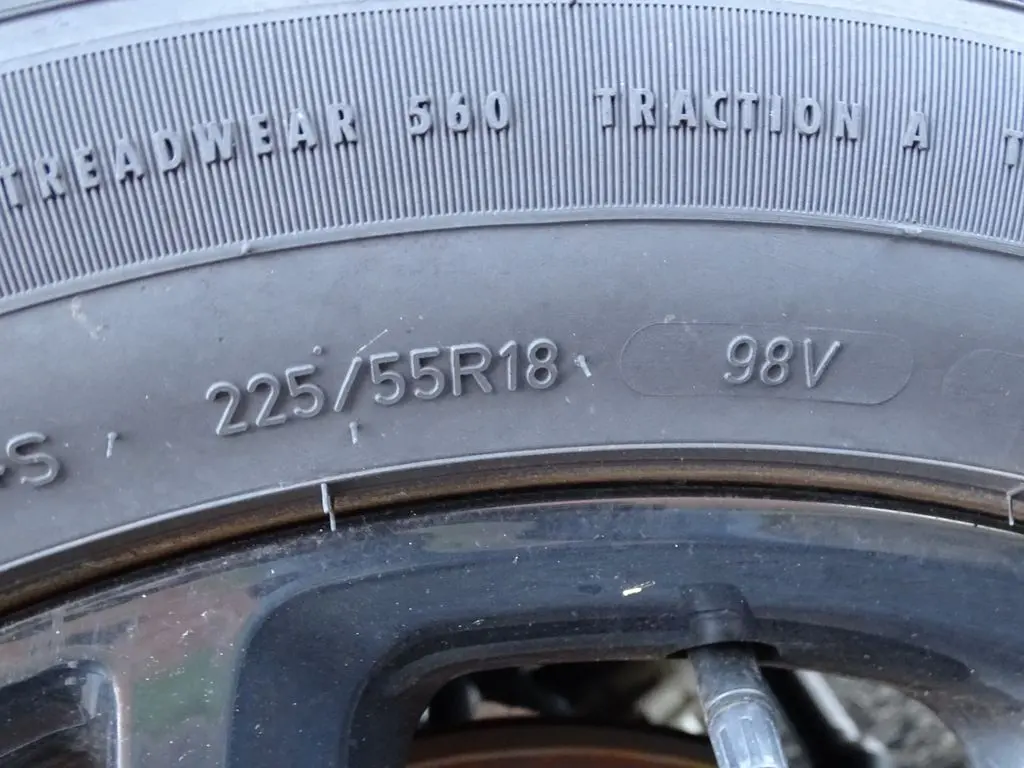 TREADWEAR 560 TRACTION A T
-S 225/55R18 98V